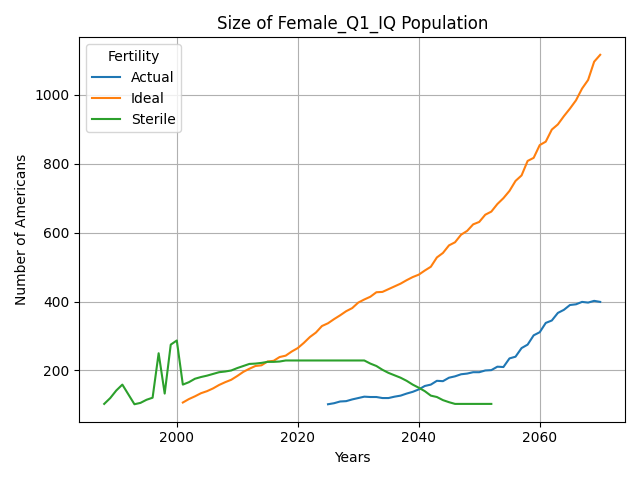 Size of Female_Q1_IQ Population
Fertility
Actual
Ideal
Sterile
Number of Americans
1000
800
600
400
200
2000
2020
2040
2060
Years